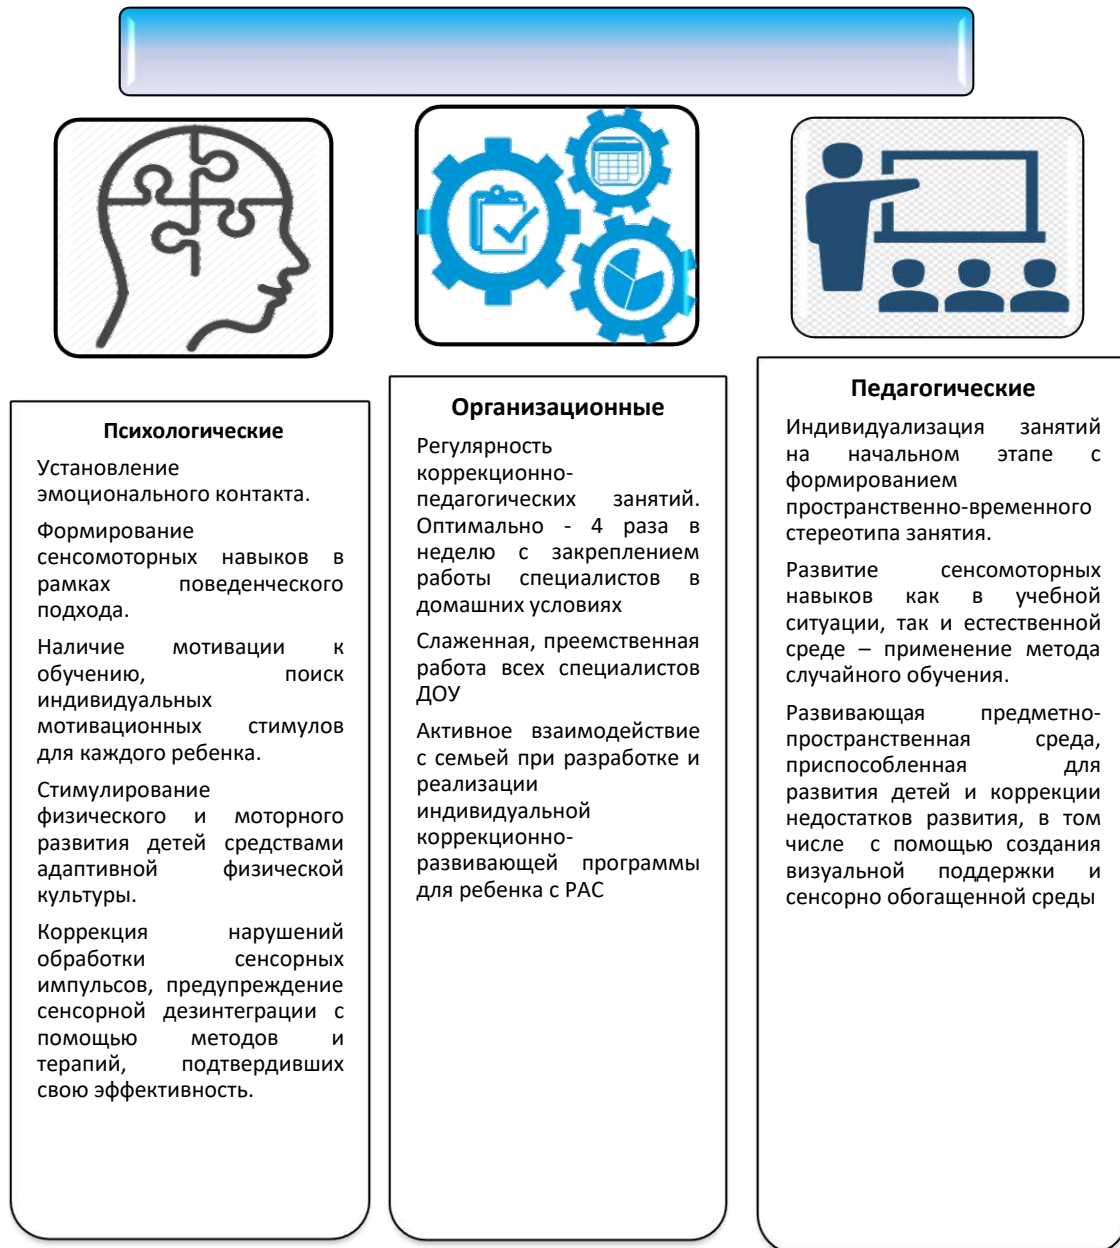 Психологические
Установление
эмоционального контакта.
Формирование
сенсомоторных навыков в
рамках поведенческого
подхода.
Наличие мотивации к
обучению, поиск
индивидуальных
мотивационных стимулов
для каждого ребенка.
Стимулирование
физического и моторного
развития детей средствами
адаптивной физической
культуры.
Коррекция нарушений
обработки сенсорных
импульсов, предупреждение
сенсорной дезинтеграции с
помощью методов и
терапий, подтвердивших
свою эффективность.
Организационные
Регулярность
коррекционно-
педагогических занятий.
Оптимально - 4 раза в
неделю с закреплением
работы специалистов в
домашних условиях
Слаженная, преемственная
работа всех специалистов
ДОУ
Активное взаимодействие
с семьей при разработке и
реализации
индивидуальной
коррекционно-
развивающей программы
для ребенка с РАС
Педагогические
Индивидуализация занятий
на начальном этапе с
формированием
пространственно-временного
стереотипа занятия.
Развитие сенсомоторных
навыков как в учебной
ситуации, так и естественной
среде – применение метода
случайного обучения.
Развивающая предметно-
пространственная среда,
приспособленная для
развития детей и коррекции
недостатков развития, в том
числе с помощью создания
визуальной поддержки и
сенсорно обогащенной среды